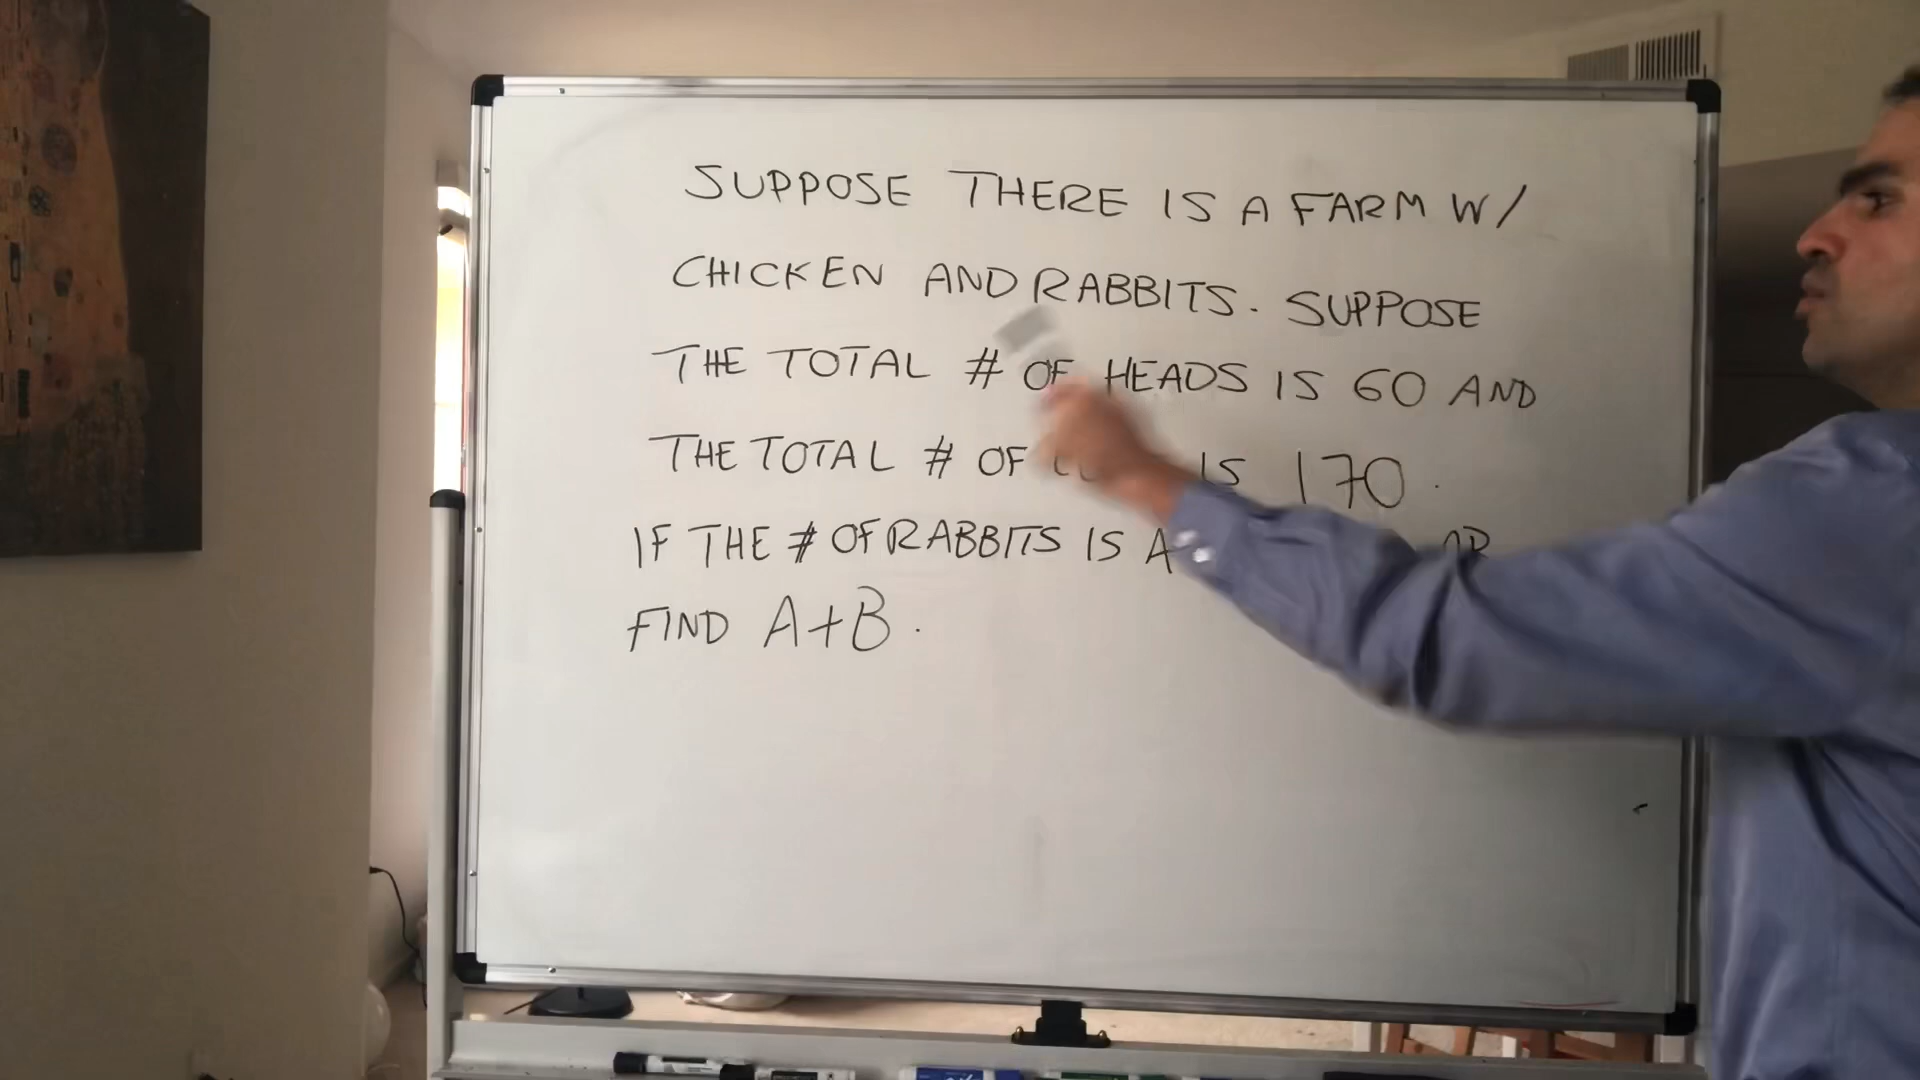 SUPPOSE THERE IS A FARM W/
CHICKEN AND RABBITS. SUPPOSE
THE TOTAL # OF HEADS IS 60 AND
THE TOTAL # OF IS 170.
IF THE # OF RABBITS IS A
FIND A+B.